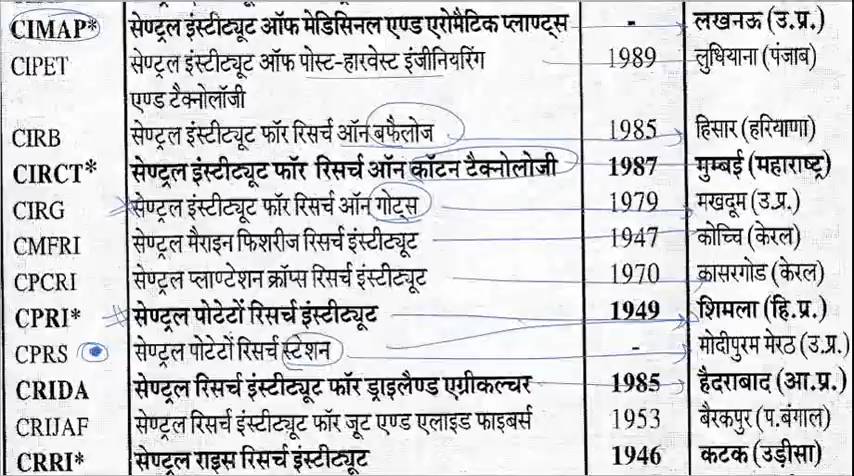 CIMAP* सेण्ट्रल इंस्टीट्यूट ऑफ मेडिसिनल एण्ड एरोमैटिक प्लाण्ट्स - लखनऊ (उ.प्र.)
CIPET सेण्ट्रल इंस्टीट्यूट ऑफ पोस्ट-हारवेस्ट इंजीनियरिंग 1989 लुधियाना (पंजाब)
एण्ड टैक्नोलॉजी
CIRB सेण्ट्रल इंस्टीट्यूट फॉर रिसर्च ऑन बफैलोज 1985 हिसार (हरियाणा)
CIRCT* सेण्ट्रल इंस्टीट्यूट फॉर रिसर्च ऑन कॉटन टैक्नोलोजी 1987 मुम्बई (महाराष्ट्र)
CIRG सेण्ट्रल इंस्टीट्यूट फॉर रिसर्च ऑन गोट्स 1979 मखदूम (उ.प्र.)
CMFRI सेण्ट्रल मैराइन फिशरीज रिसर्च इंस्टीट्यूट 1947 कोच्चि (केरल)
CPCRI सेण्ट्रल प्लाण्टेशन क्रॉप्स रिसर्च इंस्टीट्यूट 1970 कासरगोड (केरल)
CPRI* सेण्ट्रल पोटेटों रिसर्च इंस्टीट्यूट 1949 शिमला (हि.प्र.)
CPRS सेण्ट्रल पोटेटों रिसर्च स्टेशन - मोदीपुरम मेरठ (उ.प्र.)
CRIDA सेण्ट्रल रिसर्च इंस्टीट्यूट फॉर ड्राइलैण्ड एग्रीकल्चर 1985 हैदराबाद (आ.प्र.)
CRIJAF सेण्ट्रल रिसर्च इंस्टीट्यूट फॉर जूट एण्ड एलाइड फाइबर्स 1953 बैरकपुर (प.बंगाल)
CRRI* सेण्ट्रल राइस रिसर्च इंस्टीट्यूट 1946 कटक (उड़ीसा)